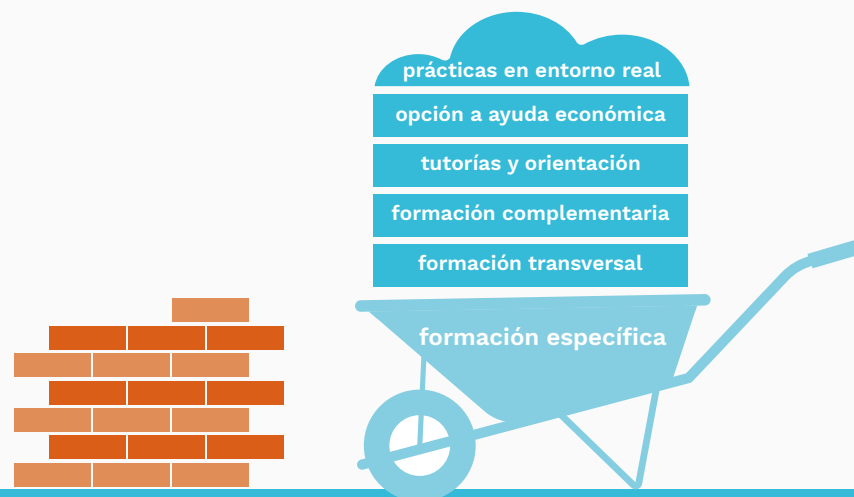 prácticas en entorno real
opción a ayuda económica
tutorías y orientación
formación complementaria
formación transversal
formación específica